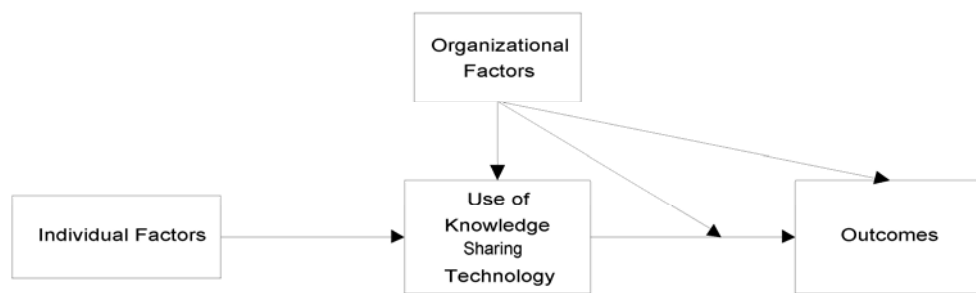 Organizational
Factors
Individual Factors
Use of
Knowledge
Sharing
Technology
Outcomes